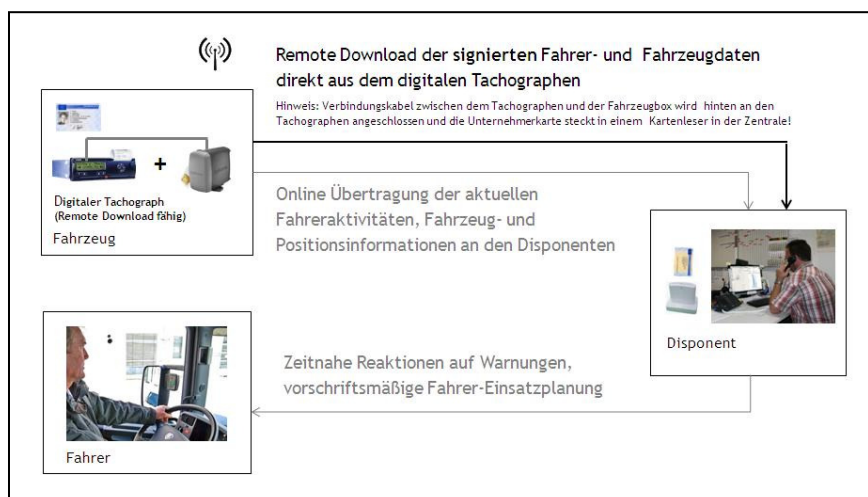 Remote Download der signierten Fahrer- und Fahrzeugdaten
direkt aus dem digitalen Tachographen
Hinweis: Verbindungskabel zwischen dem Tachographen und der Fahrzeugbox wird hinten an den
Tachographen angeschlossen und die Unternehmerkarte steckt in einem Kartenleser in der Zentrale!
+
Digitaler Tachograph
(Remote Download fähig)
Fahrzeug
Online Übertragung der aktuellen
Fahreraktivitäten, Fahrzeug- und
Positionsinformationen an den Disponenten
Disponent
Zeitnahe Reaktionen auf Warnungen,
vorschriftsmäßige Fahrer-Einsatzplanung
Fahrer